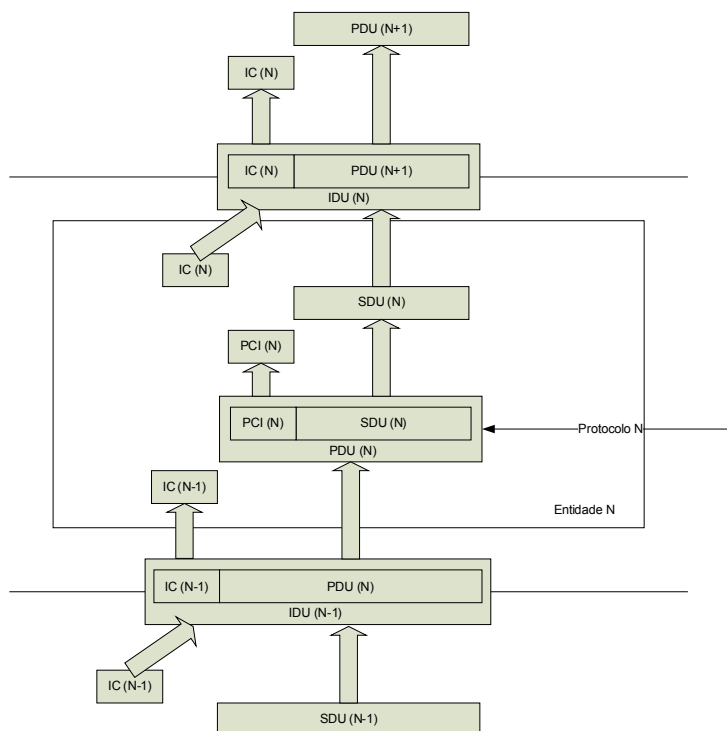 PDU (N+1)
IC (N)
IC (N)
PDU (N+1)
IDU (N)
IC (N)
SDU (N)
PCI (N)
PCI (N)
SDU (N)
PDU (N)
Protocolo N
IC (N-1)
Entidade N
IC (N-1)
PDU (N)
IDU (N-1)
IC (N-1)
SDU (N-1)